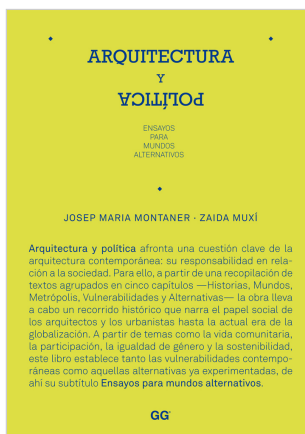 ARQUITECTURA
Y
POLÍTICA
ENSAYOS
PARA
MUNDOS
ALTERNATIVOS
JOSEP MARIA MONTANER · ZAIDA MUXÍ
Arquitectura y política afronta una cuestión clave de la
arquitectura contemporánea: su responsabilidad en rela-
ción a la sociedad. Para ello, a partir de una recopilación de
textos agrupados en cinco capítulos —Historias, Mundos,
Metrópolis, Vulnerabilidades y Alternativas— la obra lleva
a cabo un recorrido histórico que narra el papel social de
los arquitectos y los urbanistas hasta la actual era de la
globalización. A partir de temas como la vida comunitaria,
la participación, la igualdad de género y la sostenibilidad,
este libro establece tanto las vulnerabilidades contempo-
ráneas como aquellas alternativas ya experimentadas, de
ahí su subtítulo Ensayos para mundos alternativos.
GG®